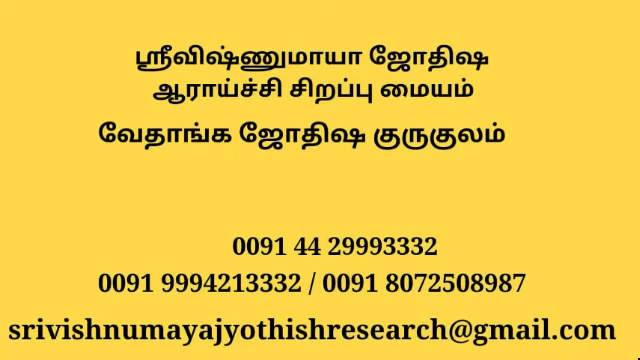 ஸ்ரீவிஷ்ணுமாயா ஜோதிஷ
ஆராய்ச்சி சிறப்பு மையம்
வேதாங்க ஜோதிஷ குருகுலம்
0091 44 29993332
0091 9994213332 / 0091 8072508987
srivishnumayajyothishresearch@gmail.com